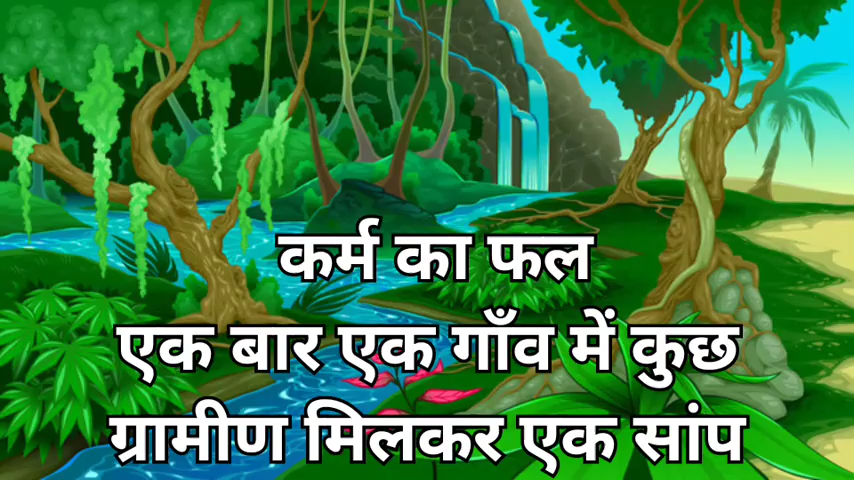 कर्म का फल
एक बार एक गाँव में कुछ
ग्रामीण मिलकर एक सांप